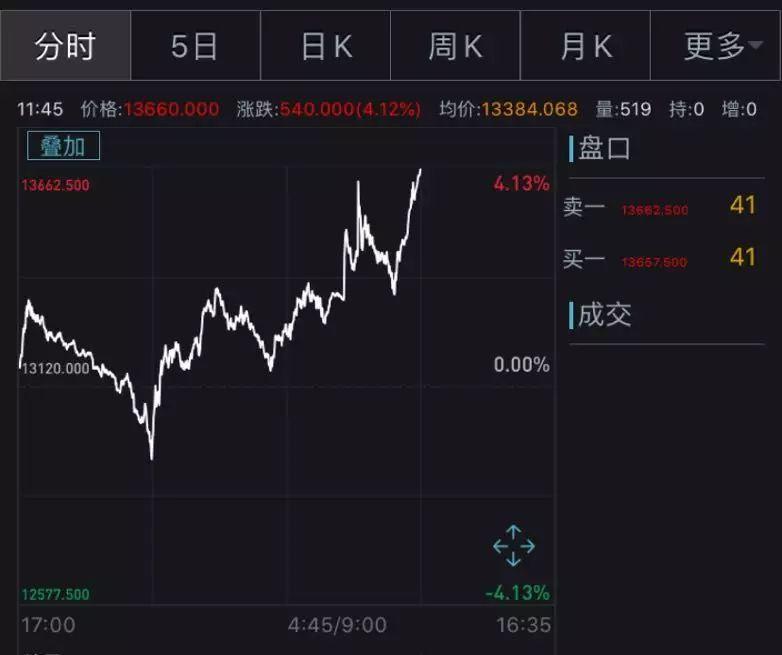 分时 5日 日K 周K 月K 更多
11:45 价格:13660.000 涨跌:540.000(4.12%) 均价:13384.068 量:519 持:0 增:0
叠加
盘口
13662.500 4.13%
卖一 13662.500 41
买一 13657.500 41
成交
13120.000 0.00%
12577.500 -4.13%
17:00 4:45/9:00 16:35